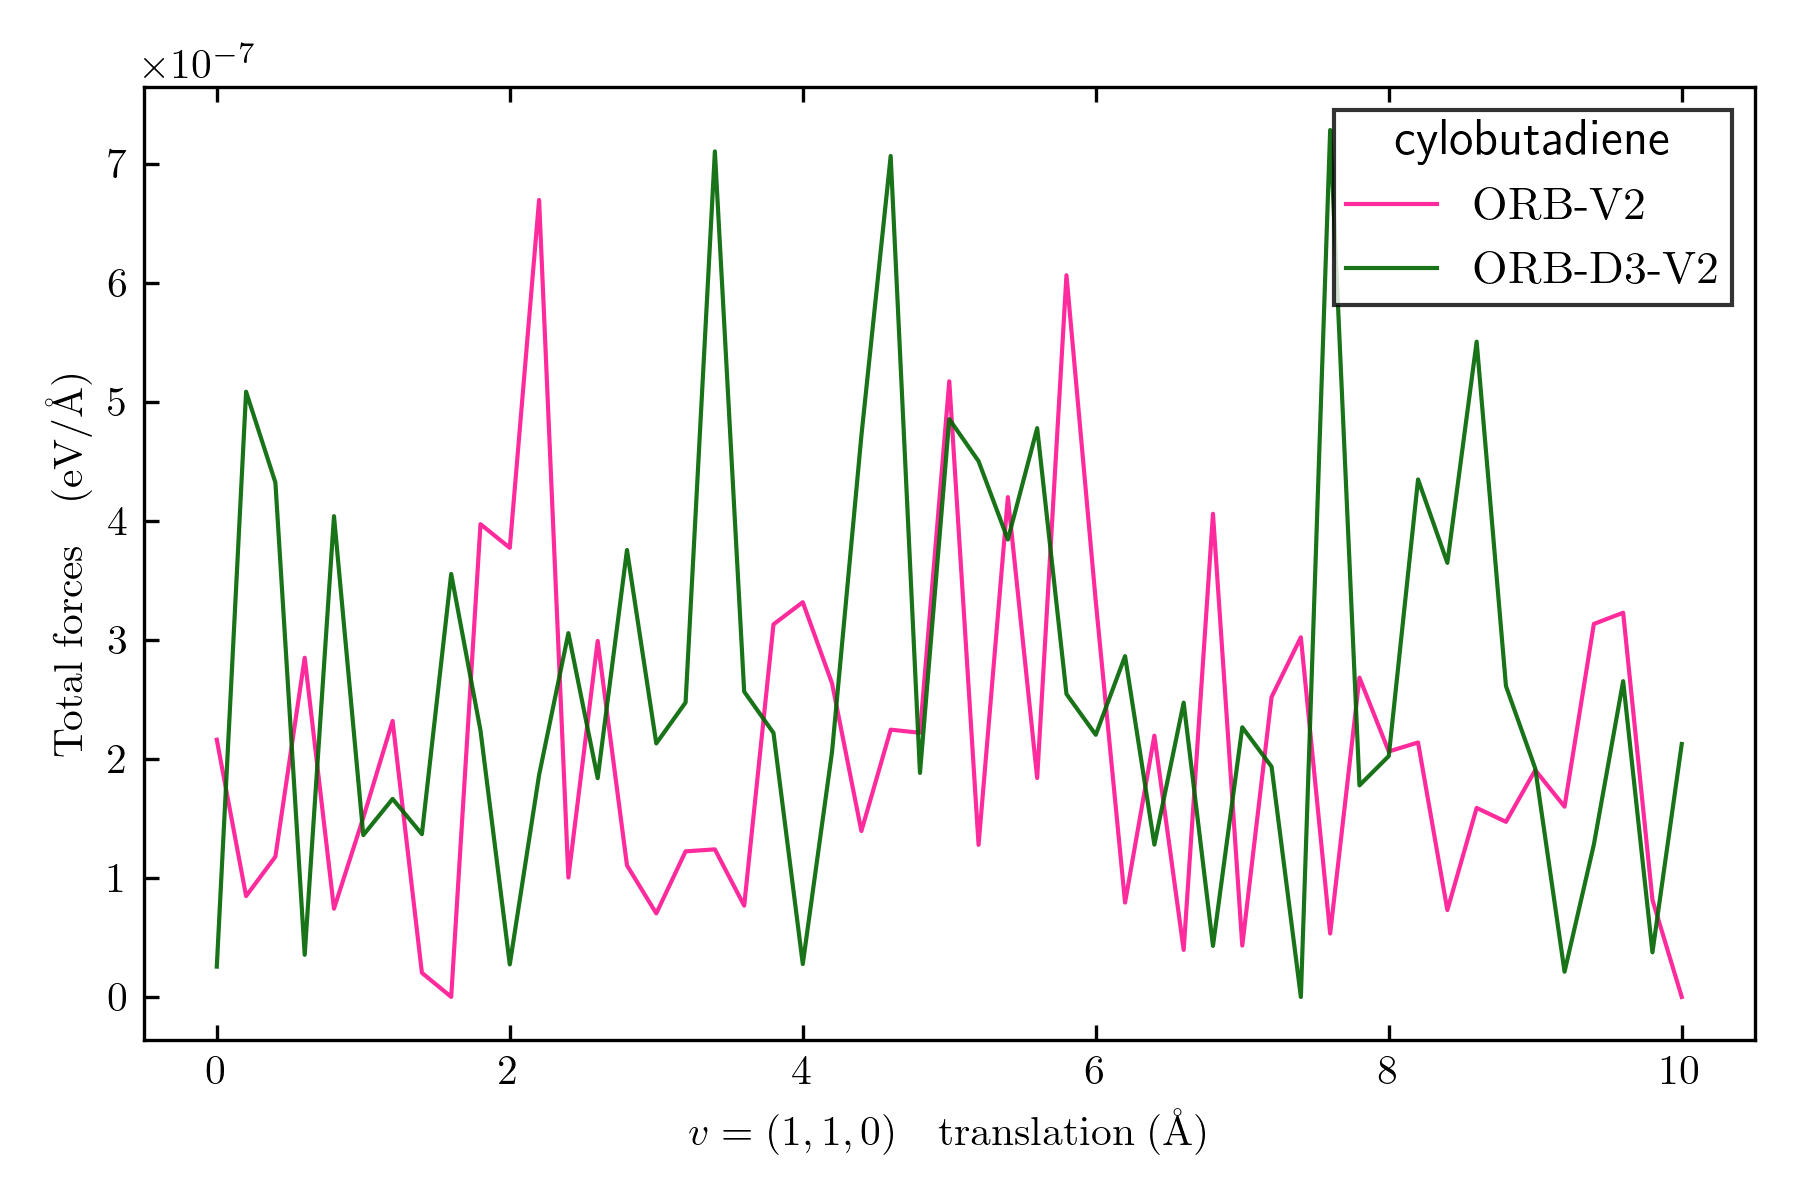 ×10⁻⁷
7
6
5
4
3
2
1
0
Total forces (eV/Å)
cylobutadiene
ORB-V2
ORB-D3-V2
0 2 4 6 8 10
v = (1, 1, 0) translation (Å)